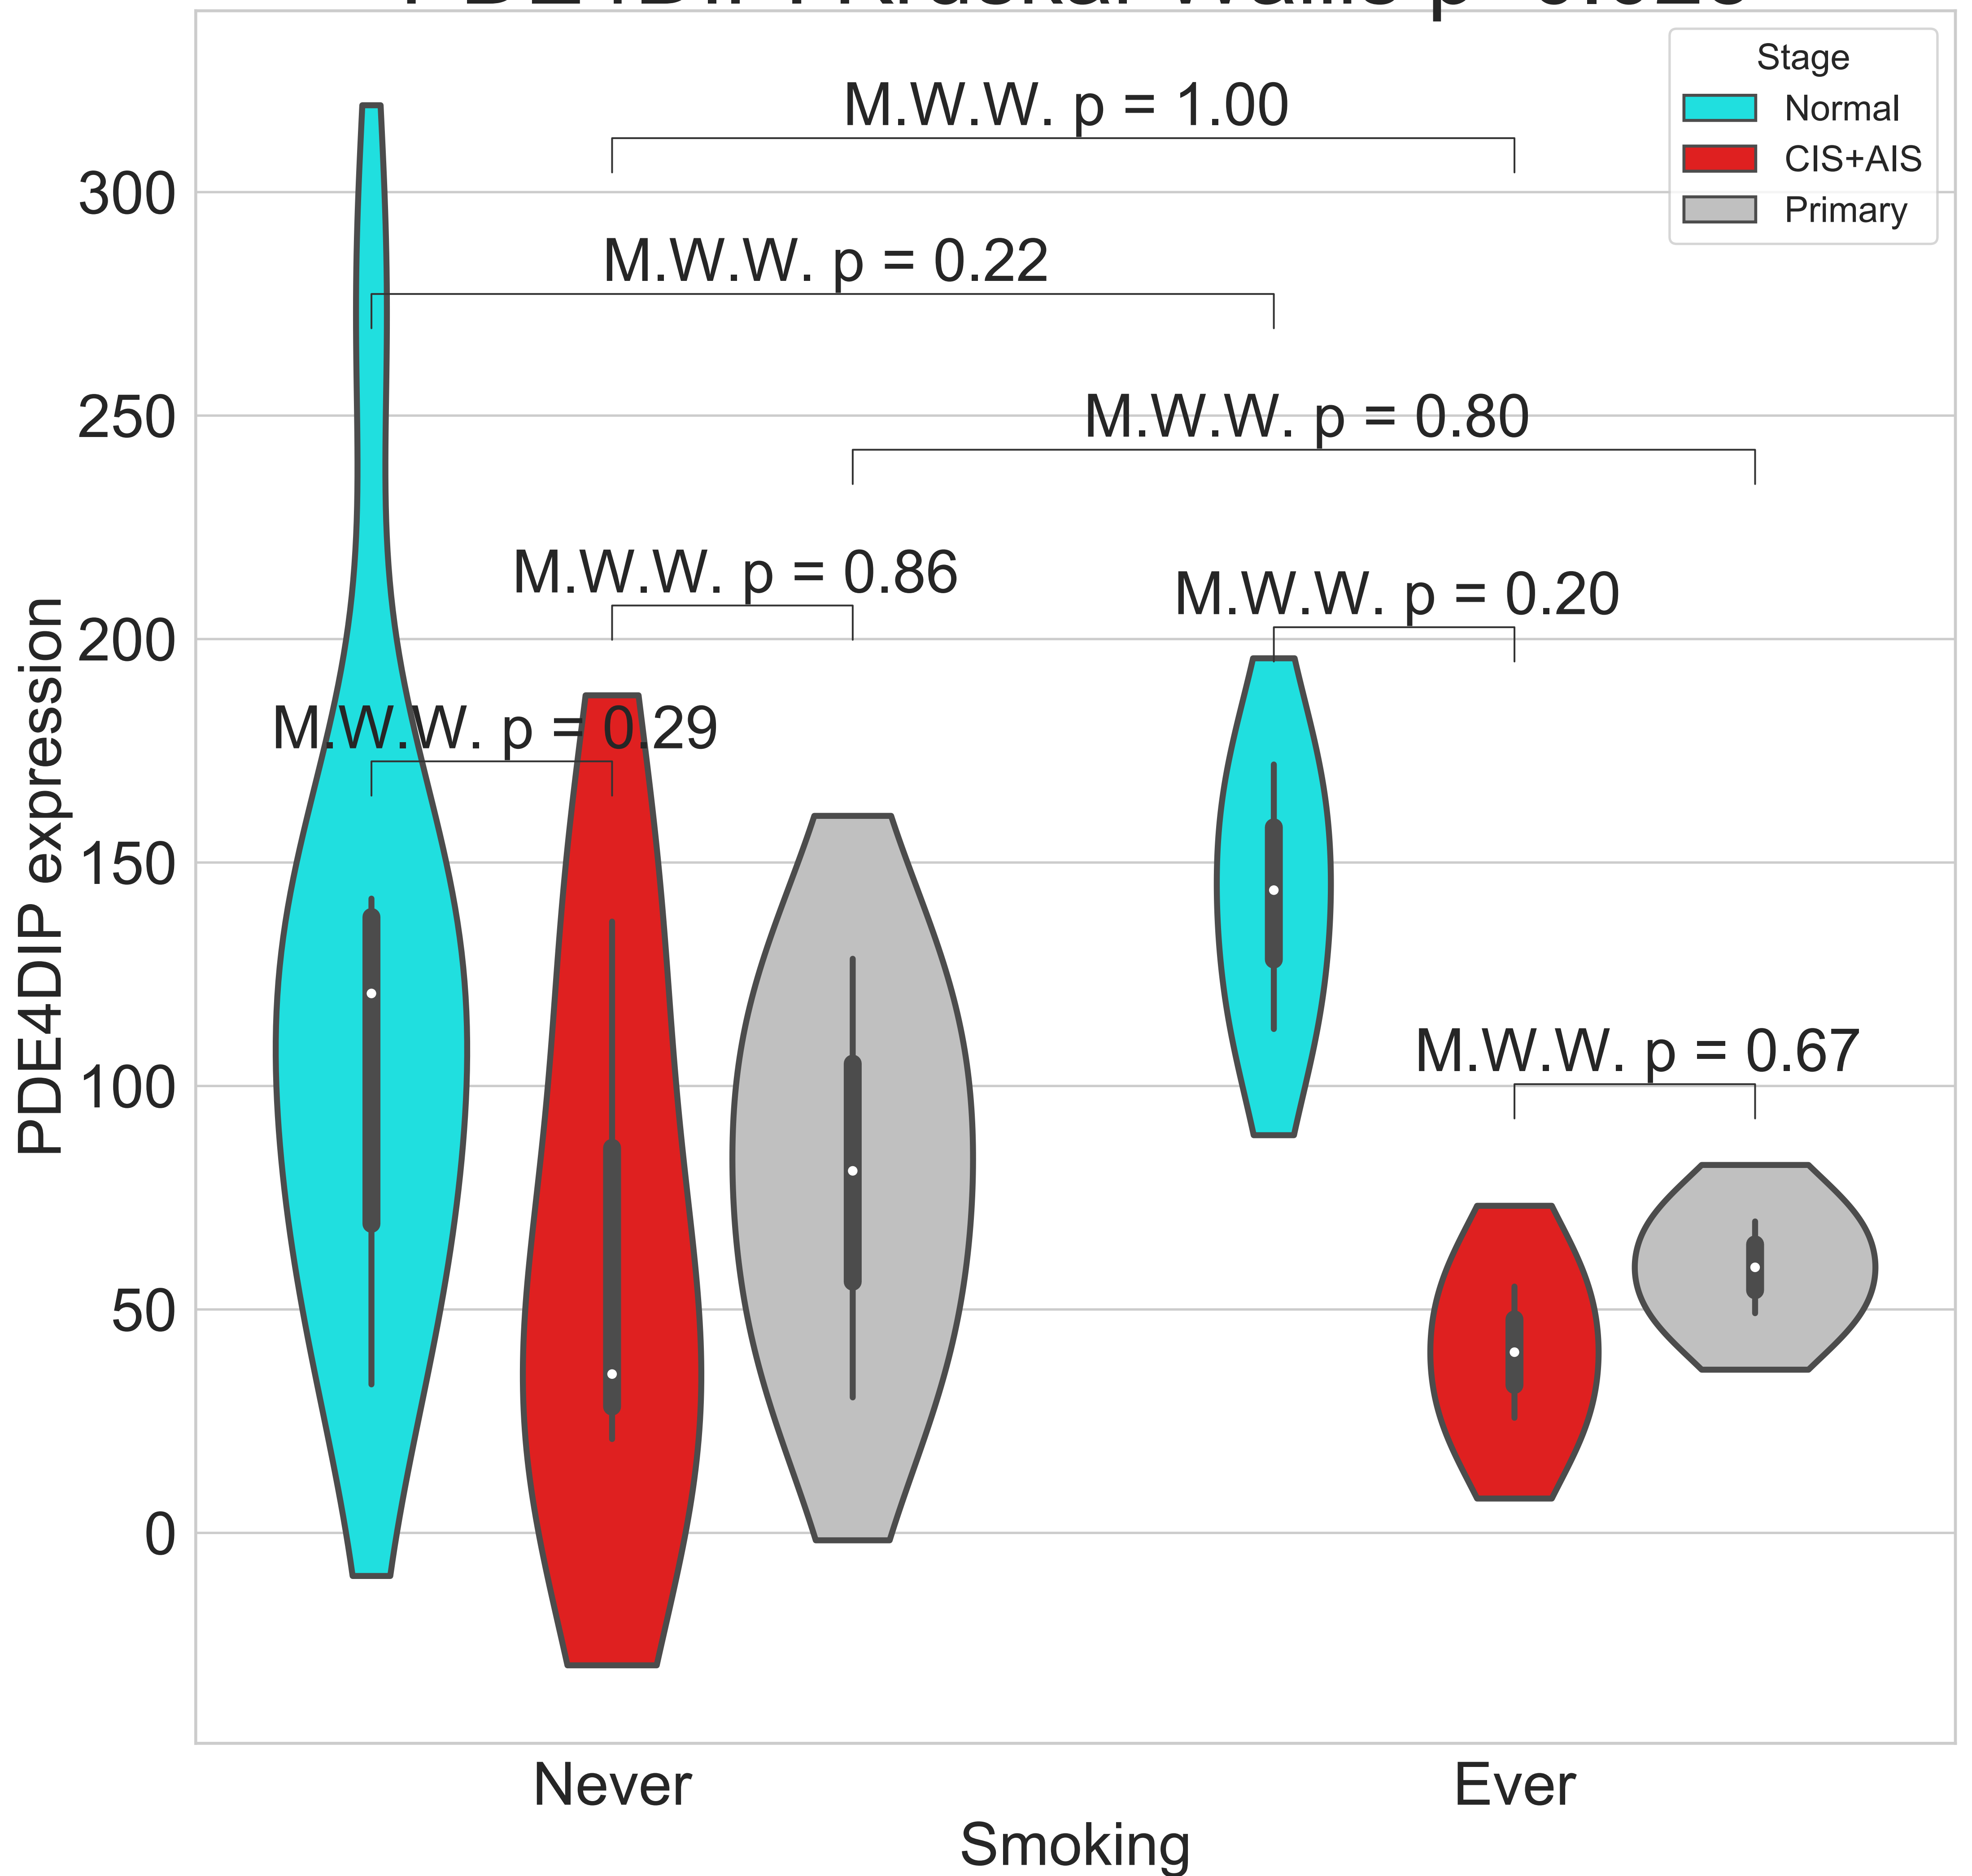 Stage
Normal
CIS+AIS
Primary
M.W.W. p = 1.00
300
M.W.W. p = 0.22
250
M.W.W. p = 0.80
M.W.W. p = 0.86
M.W.W. p = 0.20
200
M.W.W. p = 0.29
150
M.W.W. p = 0.67
100
50
0
PDE4DIP expression
Never
Ever
Smoking